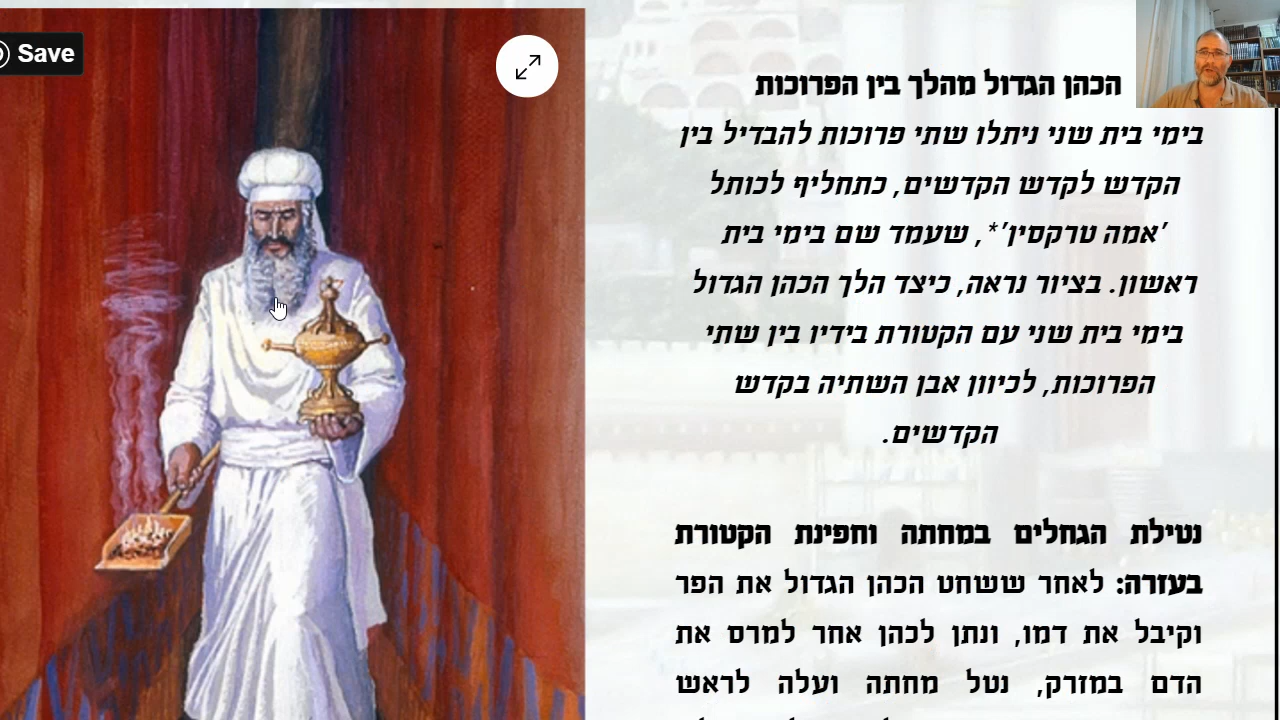 Save
הכהן הגדול מהלך בין הפרוכות
בימי בית שני ניתלו שתי פרוכות להבדיל בין
הקדש לקדש הקדשים, כתחליף לכותל
'אמה טרקסין'*, שעמד שם בימי בית
ראשון. בציור נראה, כיצד הלך הכהן הגדול
בימי בית שני עם הקטורת בידיו בין שתי
הפרוכות, לכיוון אבן השתיה בקדש
הקדשים.
נטילת הגחלים במחתה וחפינת הקטורת
בעזרה: לאחר ששחט הכהן הגדול את הפר
וקיבל את דמו, ונתן לכהן אחר למרס את
הדם במזרק, נטל מחתה ועלה לראש